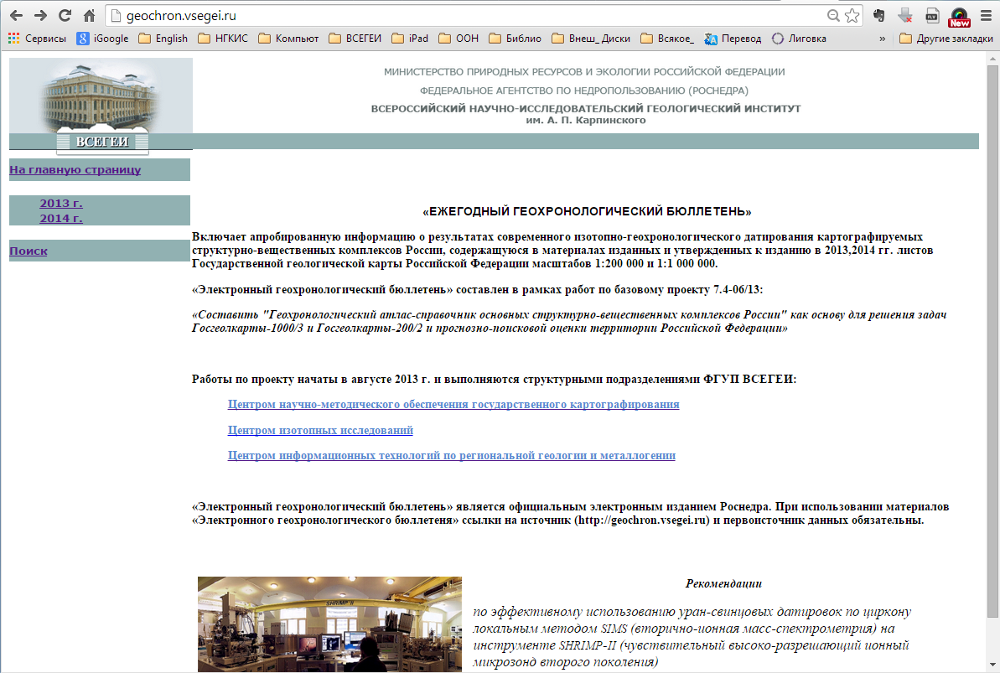 geochron.vsegei.ru
Сервисы iGoogle English НГКИС Компьют ВСЕГЕИ iPad ООН Библио Внеш_Диски Всякое_ Перевод Лиговка » Другие закладки
FLV
New
МИНИСТЕРСТВО ПРИРОДНЫХ РЕСУРСОВ И ЭКОЛОГИИ РОССИЙСКОЙ ФЕДЕРАЦИИ
ФЕДЕРАЛЬНОЕ АГЕНТСТВО ПО НЕДРОПОЛЬЗОВАНИЮ (РОСНЕДРА)
ВСЕРОССИЙСКИЙ НАУЧНО-ИССЛЕДОВАТЕЛЬСКИЙ ГЕОЛОГИЧЕСКИЙ ИНСТИТУТ
им. А. П. Карпинского
ВСЕГЕИ
На главную страницу
2013 г.
2014 г.
Поиск
«ЕЖЕГОДНЫЙ ГЕОХРОНОЛОГИЧЕСКИЙ БЮЛЛЕТЕНЬ»
Включает апробированную информацию о результатах современного изотопно-геохронологического датирования картографируемых
структурно-вещественных комплексов России, содержащуюся в материалах изданных и утвержденных к изданию в 2013,2014 гг. листов
Государственной геологической карты Российской Федерации масштабов 1:200 000 и 1:1 000 000.
«Электронный геохронологический бюллетень» составлен в рамках работ по базовому проекту 7.4-06/13:
«Составить "Геохронологический атлас-справочник основных структурно-вещественных комплексов России" как основу для решения задач
Госгеолкарты-1000/3 и Госгеолкарты-200/2 и прогнозно-поисковой оценки территории Российской Федерации»
Работы по проекту начаты в августе 2013 г. и выполняются структурными подразделениями ФГУП ВСЕГЕИ:
Центром научно-методического обеспечения государственного картографирования
Центром изотопных исследований
Центром информационных технологий по региональной геологии и металлогении
«Электронный геохронологический бюллетень» является официальным электронным изданием Роснедра. При использовании материалов
«Электронного геохронологического бюллетеня» ссылки на источник (http://geochron.vsegei.ru) и первоисточник данных обязательны.
SHRIMP-II
Рекомендации
по эффективному использованию уран-свинцовых датировок по циркону
локальным методом SIMS (вторично-ионная масс-спектрометрия) на
инструменте SHRIMP-II (чувствительный высоко-разрешающий ионный
микрозонд второго поколения)